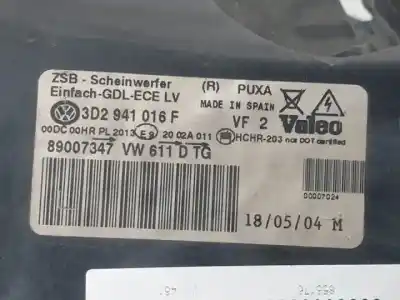 ZSB - Scheinwerfer (R) PUXA
Einfach-GDL-ECE LV MADE IN SPAIN
3D2 941 016 F VF 2 Valeo
00DC 00HR PL 2013 E9 20 02A 011 HCHR-203 not DOT certified
89007347 VW 611 D TG
00007024
18/05/04 M